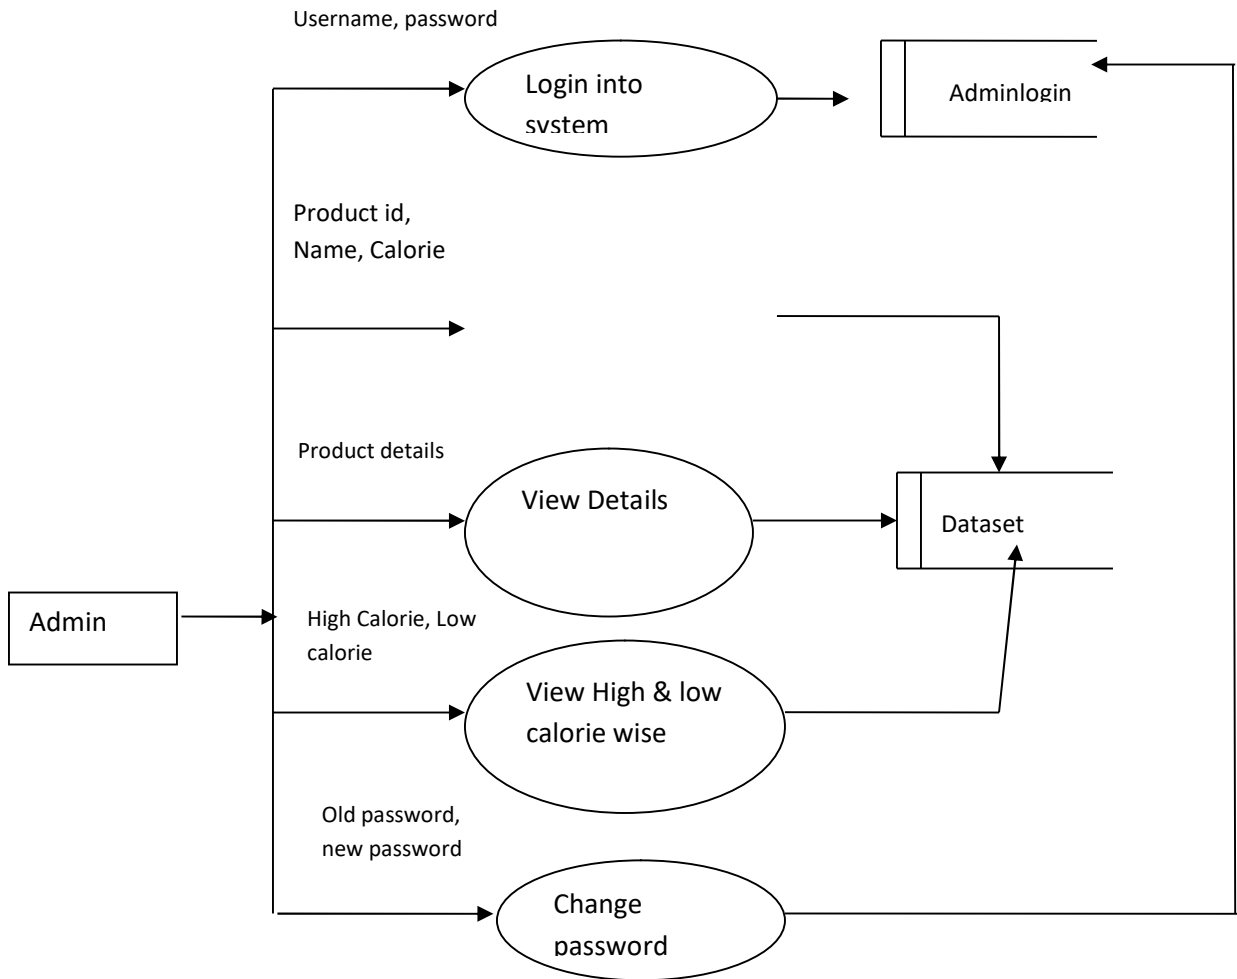 Username, password
Login into
system
Adminlogin
Product id,
Name, Calorie
Product details
View Details
Dataset
Admin
High Calorie, Low
calorie
View High & low
calorie wise
Old password,
new password
Change
password